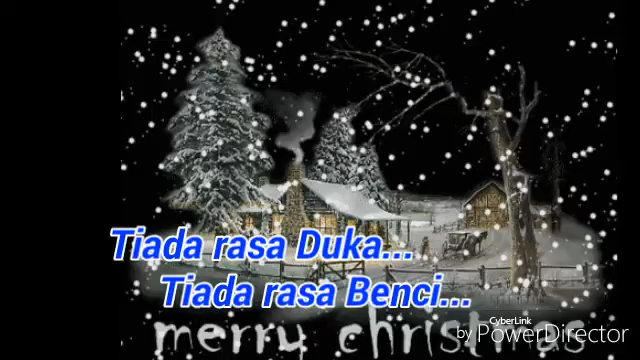 Tiada rasa Duka...
Tiada rasa Benci...
merry christmas
CyberLink
by PowerDirector